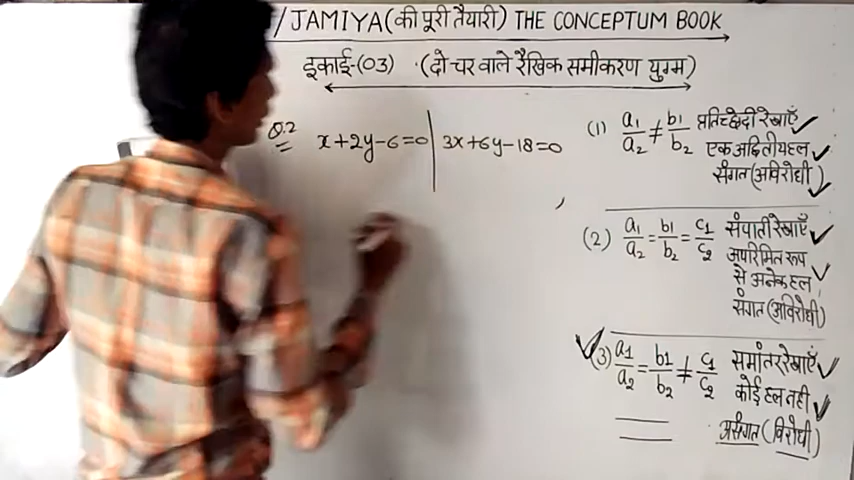 /JAMIYA (की पूरी तैयारी) THE CONCEPTUM BOOK
इकाई-(03) (दो चर वाले रैखिक समीकरण युग्म)
Q.2 x+2y-6=0 | 3x+6y-18=0
(1) a1/a2 ≠ b1/b2 प्रतिच्छेदी रेखाएँ ✓
एक अद्वितीय हल ✓
संगत (अविरोधी) ✓
(2) a1/a2 = b1/b2 = c1/c2 संपाती रेखाएँ ✓
अपरिमित रूप
से अनेक हल ✓
संगत (अविरोधी)
✓(3) a1/a2 = b1/b2 ≠ c1/c2 समांतर रेखाएँ ✓
कोई हल नही ✓
असंगत (विरोधी)